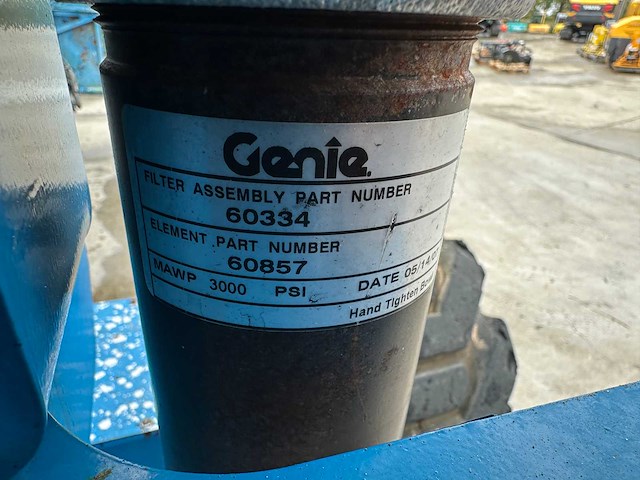 Genie.
FILTER ASSEMBLY PART NUMBER
60334
ELEMENT PART NUMBER
60857
MAWP 3000 PSI DATE 05/14/
Hand Tighten